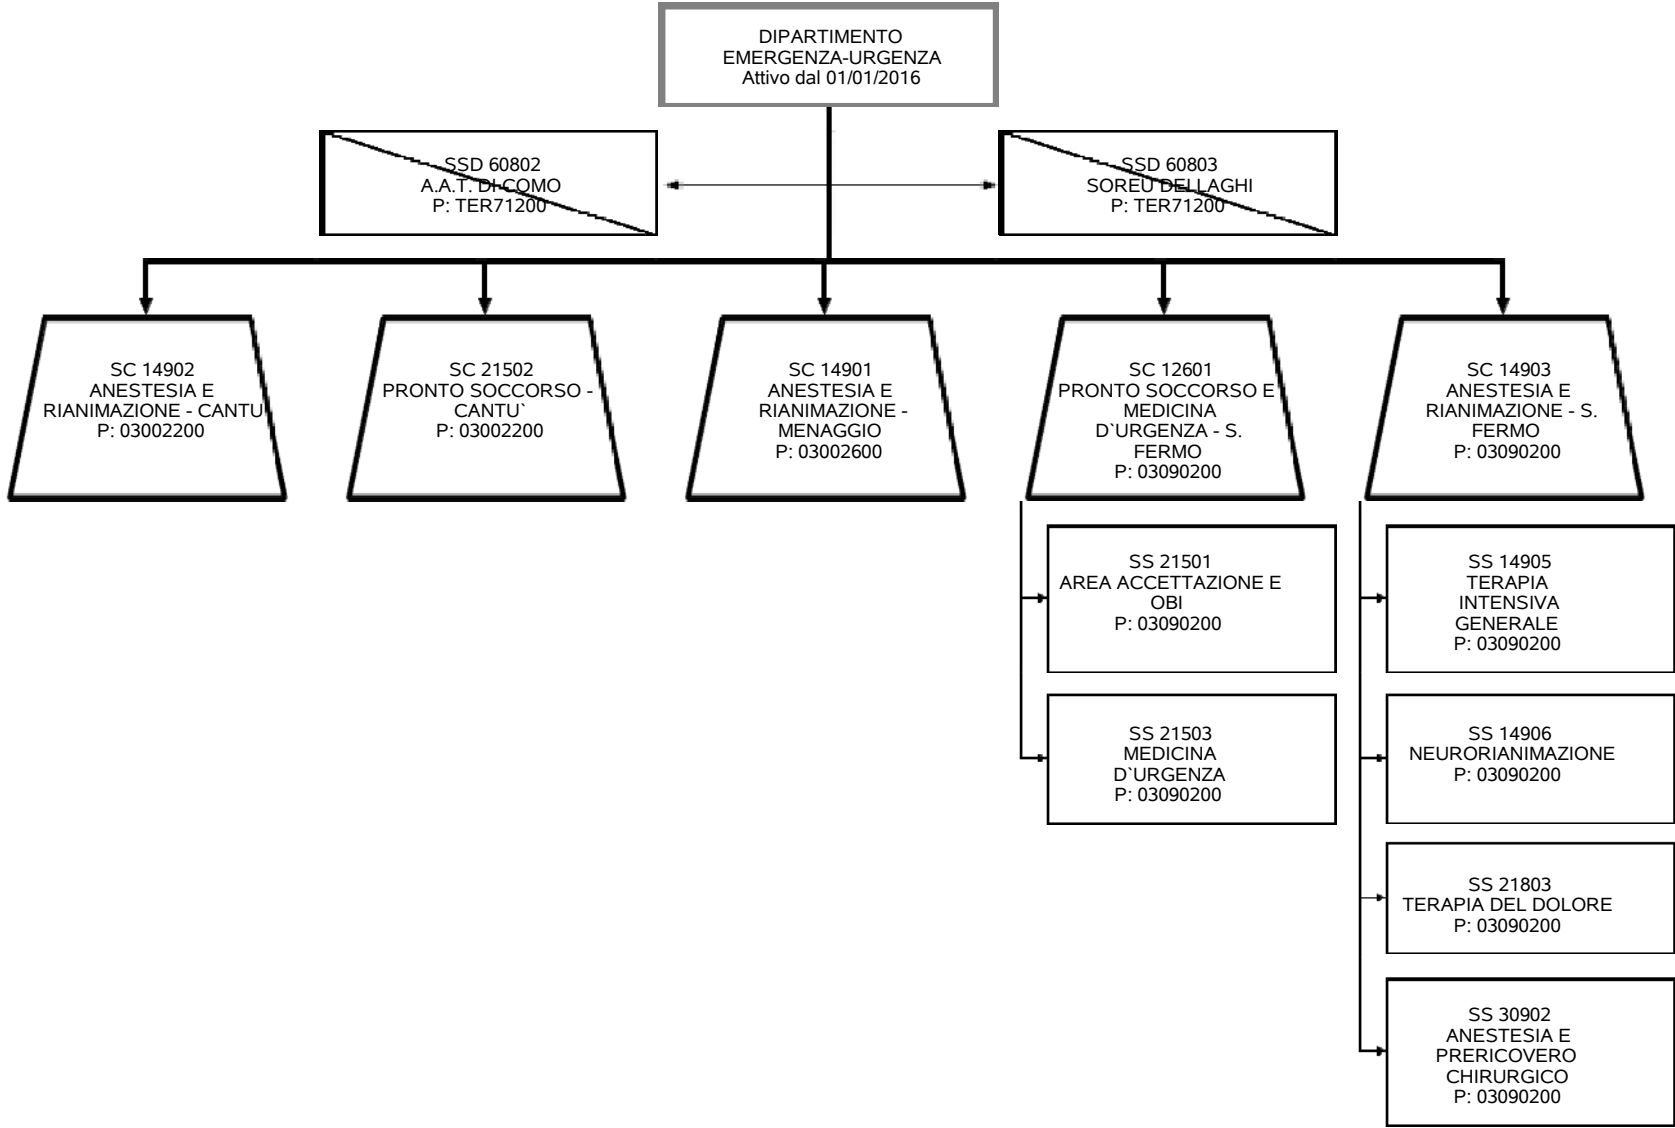 DIPARTIMENTO
EMERGENZA-URGENZA
Attivo dal 01/01/2016
SSD 60802
A.A.T. DI COMO
P: TER71200
SSD 60803
SOREU DEI LAGHI
P: TER71200
SC 14902
ANESTESIA E
RIANIMAZIONE - CANTU`
P: 03002200
SC 21502
PRONTO SOCCORSO -
CANTU`
P: 03002200
SC 14901
ANESTESIA E
RIANIMAZIONE -
MENAGGIO
P: 03002600
SC 12601
PRONTO SOCCORSO E
MEDICINA
D`URGENZA - S.
FERMO
P: 03090200
SC 14903
ANESTESIA E
RIANIMAZIONE - S.
FERMO
P: 03090200
SS 21501
AREA ACCETTAZIONE E
OBI
P: 03090200
SS 21503
MEDICINA
D`URGENZA
P: 03090200
SS 14905
TERAPIA
INTENSIVA
GENERALE
P: 03090200
SS 14906
NEURORIANIMAZIONE
P: 03090200
SS 21803
TERAPIA DEL DOLORE
P: 03090200
SS 30902
ANESTESIA E
PRERICOVERO
CHIRURGICO
P: 03090200